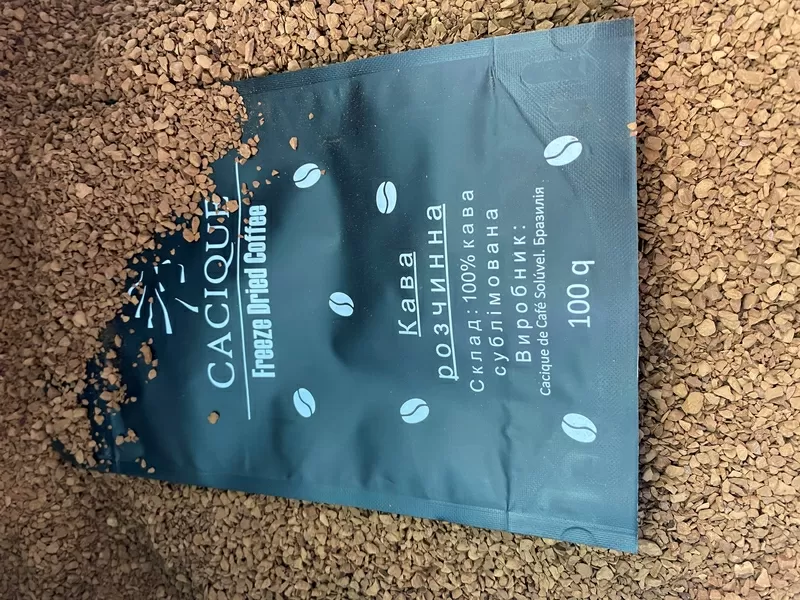 CACIQUE
Freeze Dried Coffee
Кава
розчинна
Склад: 100% кава
сублімована
Виробник:
Cacique de Café Solúvel. Бразилія
100 g